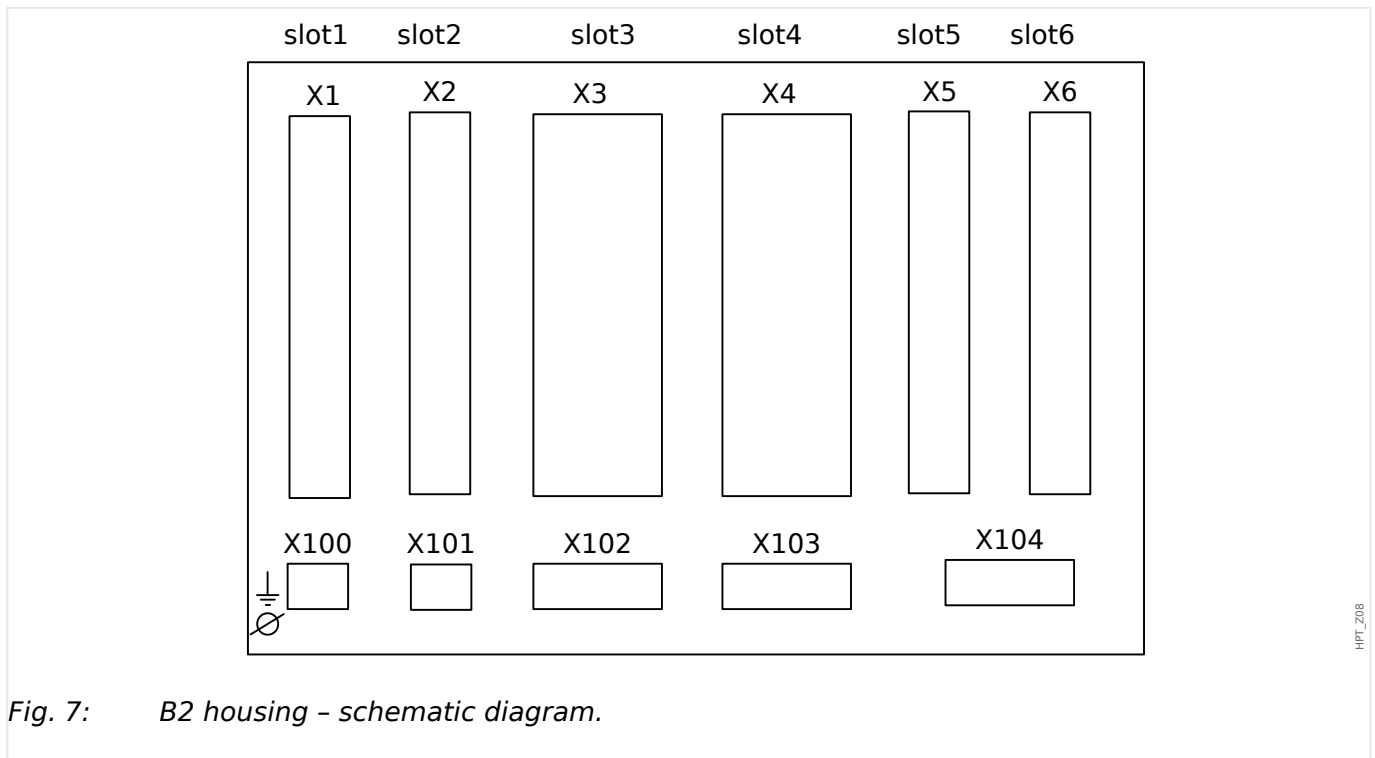 slot1 slot2 slot3 slot4 slot5 slot6
X1 X2 X3 X4 X5 X6
X100 X101 X102 X103 X104
HPT_Z08
Fig. 7: B2 housing – schematic diagram.